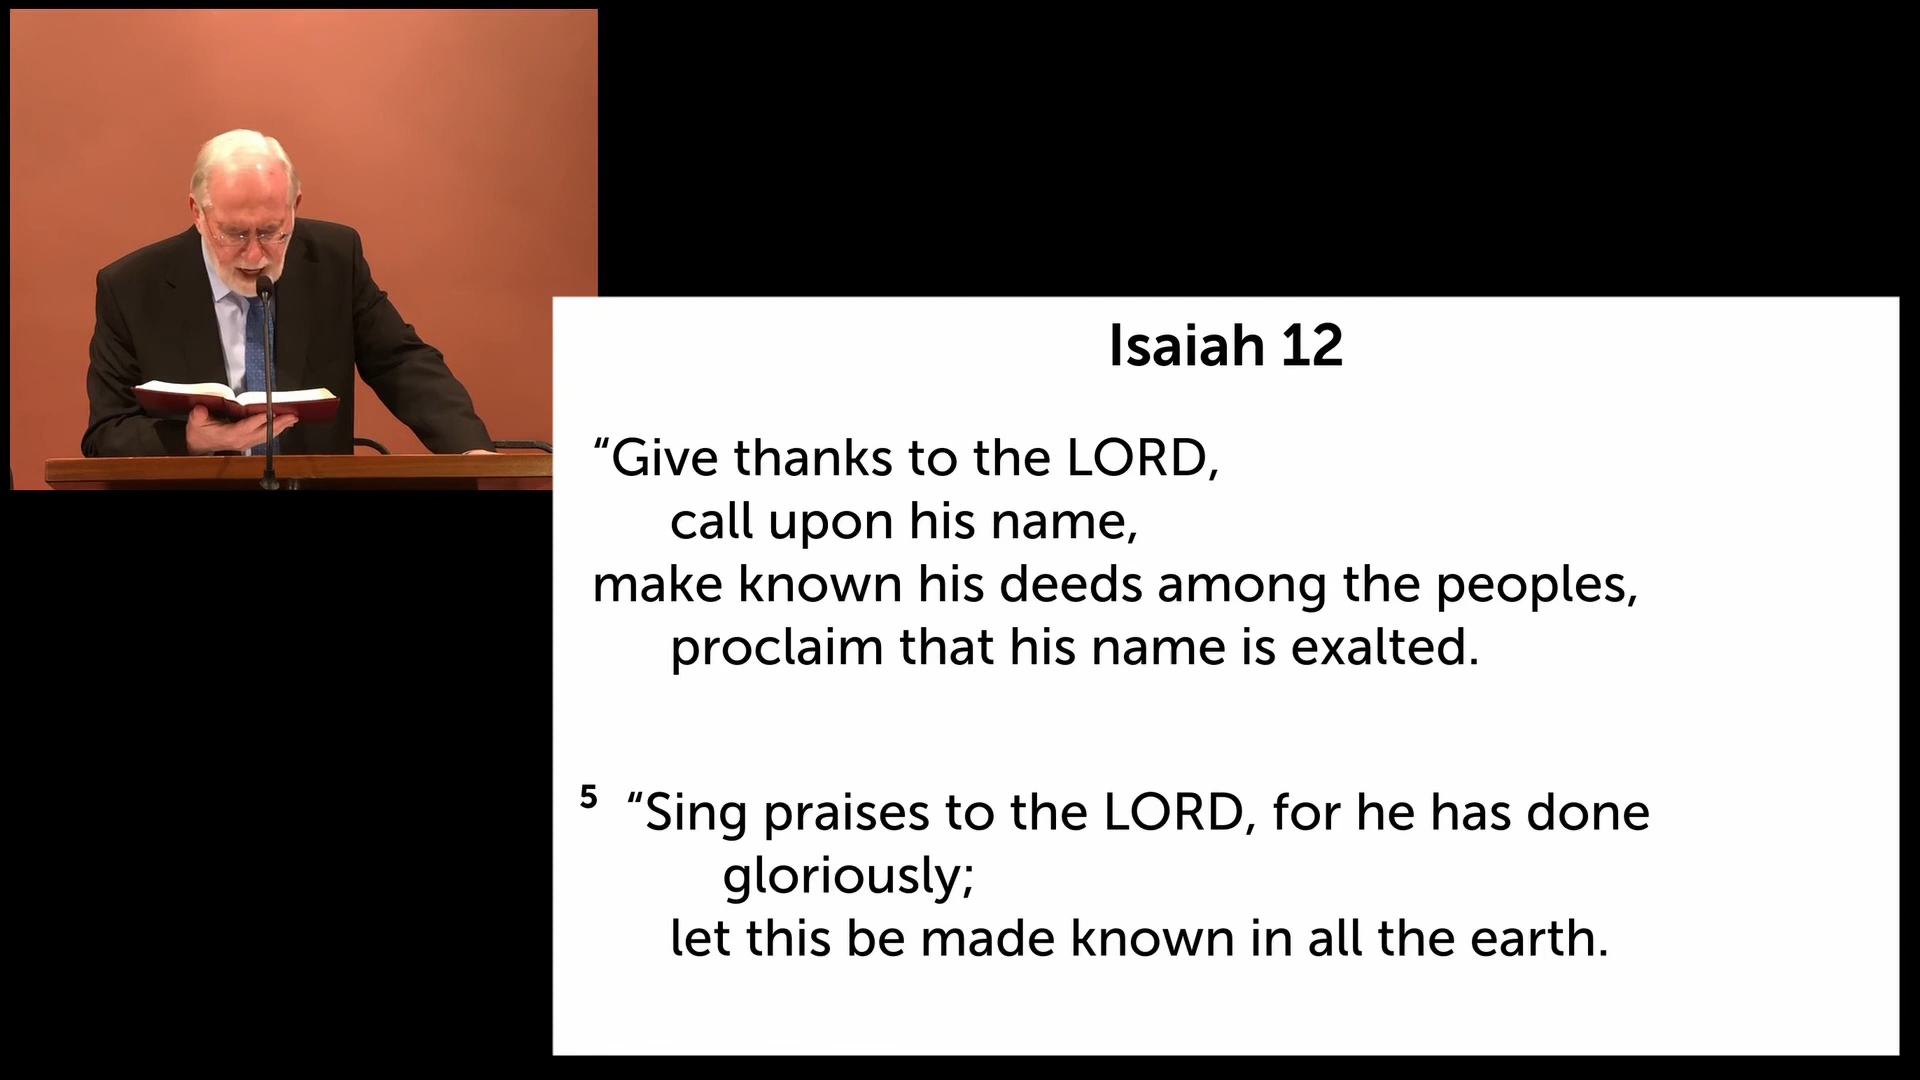 Isaiah 12
“Give thanks to the LORD,
call upon his name,
make known his deeds among the peoples,
proclaim that his name is exalted.
5 “Sing praises to the LORD, for he has done
gloriously;
let this be made known in all the earth.